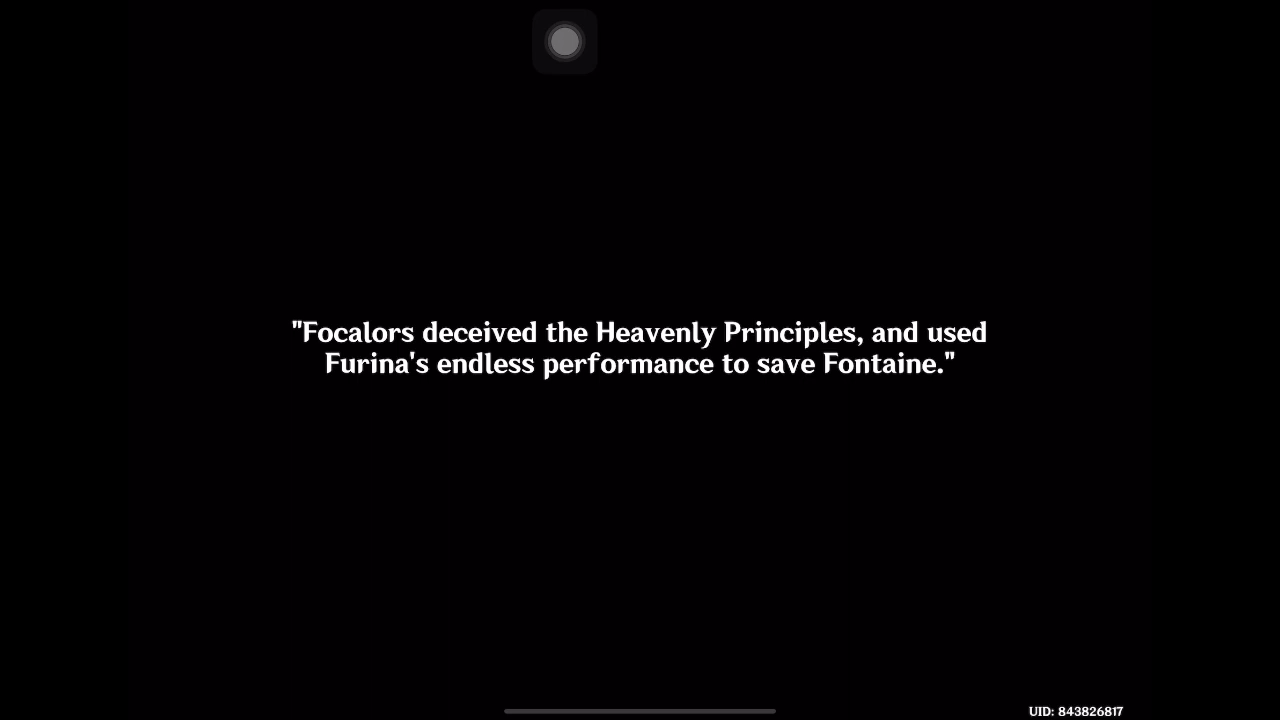 "Focalors deceived the Heavenly Principles, and used
Furina's endless performance to save Fontaine."
UID: 843826817